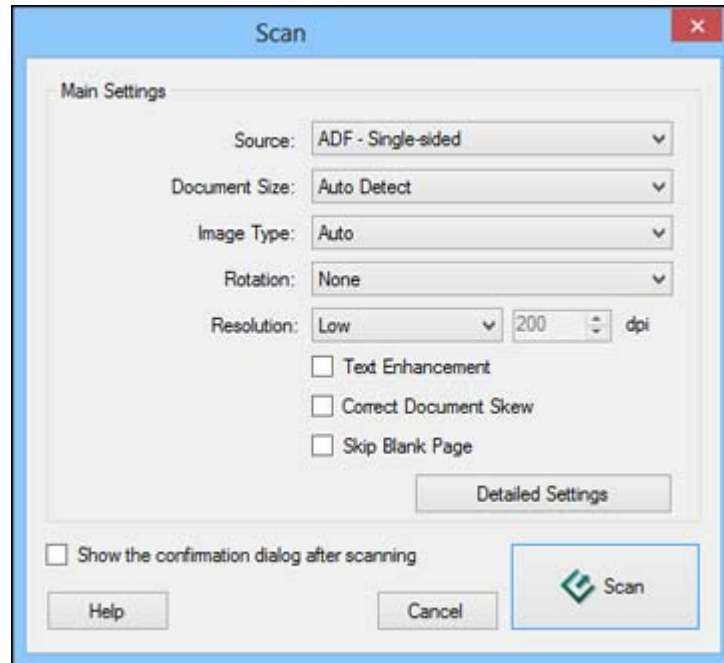 Scan
Main Settings
Source: ADF - Single-sided
Document Size: Auto Detect
Image Type: Auto
Rotation: None
Resolution: Low 200 dpi
Text Enhancement
Correct Document Skew
Skip Blank Page
Detailed Settings
Show the confirmation dialog after scanning
Scan
Help Cancel